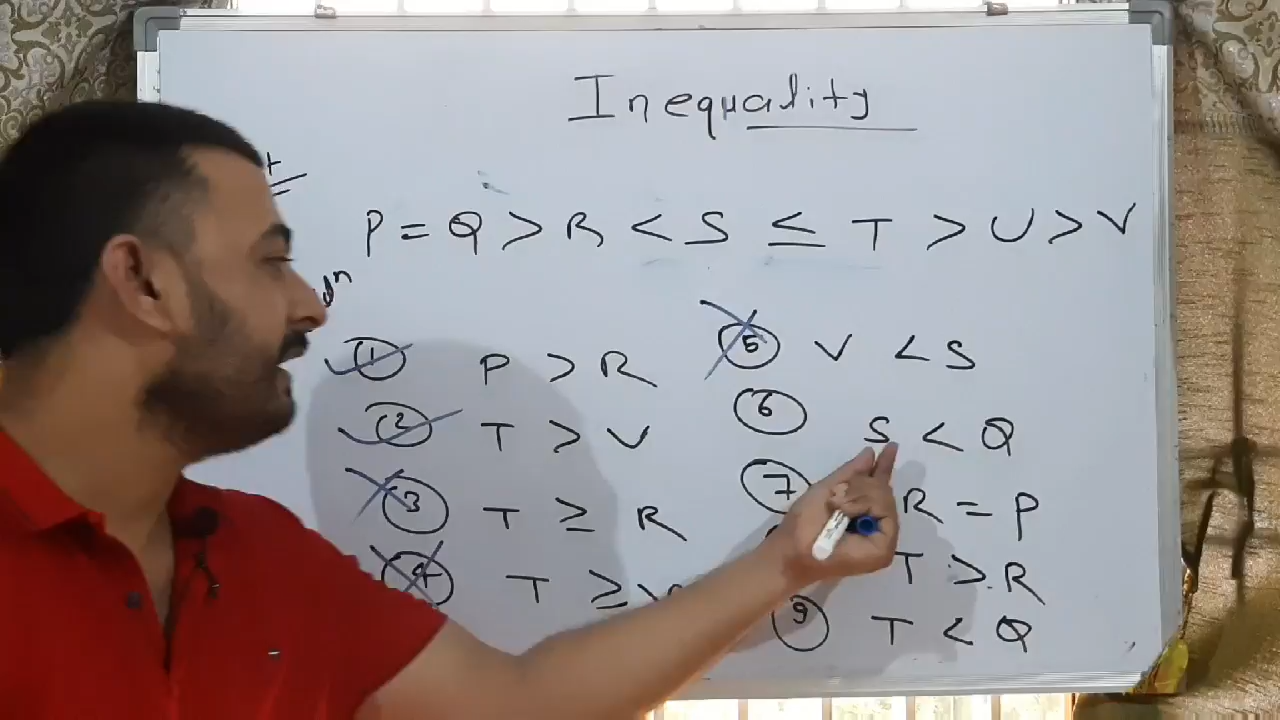 Inequality
P = Q > R < S ≤ T > U > V
① P > R
② T > V
③ T ≥ R
④ T ≥ V
⑤ V < S
⑥ S < Q
⑦ R = P
T > R
⑨ T < Q